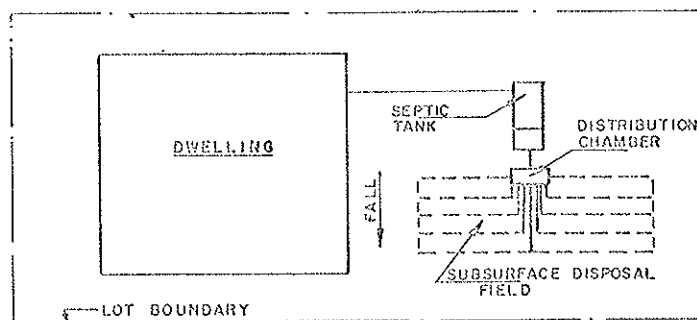 DWELLING
SEPTIC
TANK
DISTRIBUTION
CHAMBER
FALL
SUBSURFACE DISPOSAL
FIELD
LOT BOUNDARY